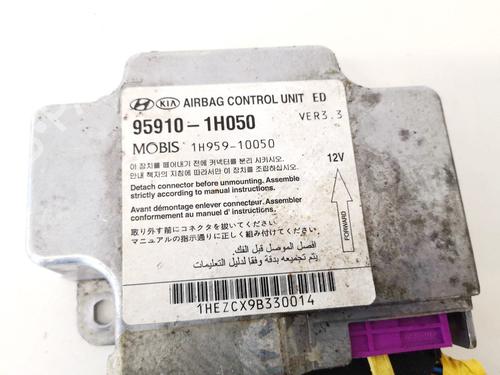 KIA AIRBAG CONTROL UNIT ED
95910-1H050 VER3.3
MOBIS 1H959-10050
이 장치를 떼어내기 전에 커넥터를 분리 시키시오.
안내 책자의 지침에 따라서만 이 장치를 조립하십시오.
12V
Detach connector before unmounting. Assemble
strictly according to manual instructions.
Avant démontage enlever connecteur. Assembler
conformement au manuel d' instructions.
取り外す前にコネクタを抜いてください。
マニュアルの指示通りに正しく組み付けてください。
FORWARD
افصل الموصل قبل الفك.
يتم تجميعه بدقة وفقا لدليل التعليمات
1HEZCX9B330014